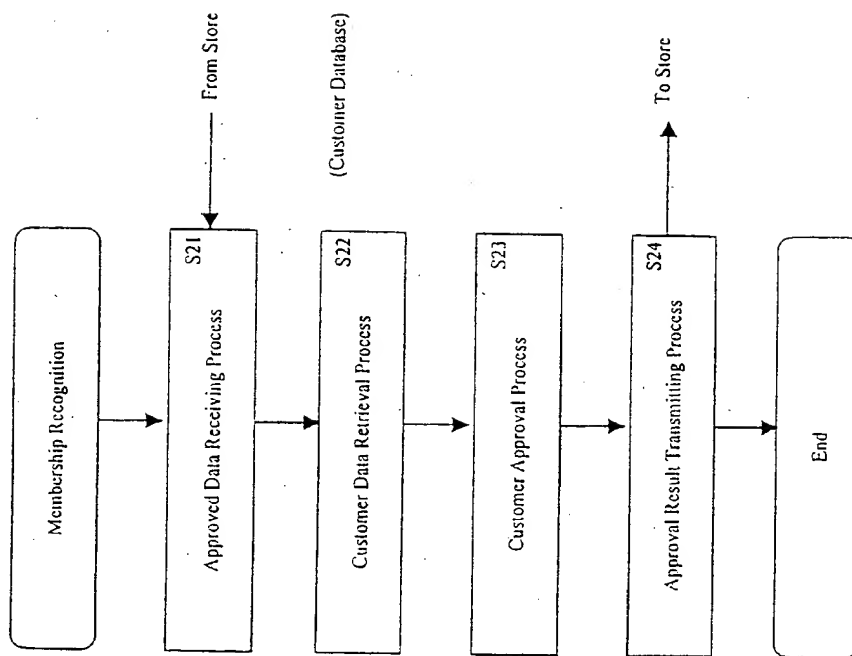 Membership Recognition
S21
Approved Data Receiving Process
From Store
S22
Customer Data Retrieval Process
(Customer Database)
S23
Customer Approval Process
S24
Approval Result Transmitting Process
To Store
End